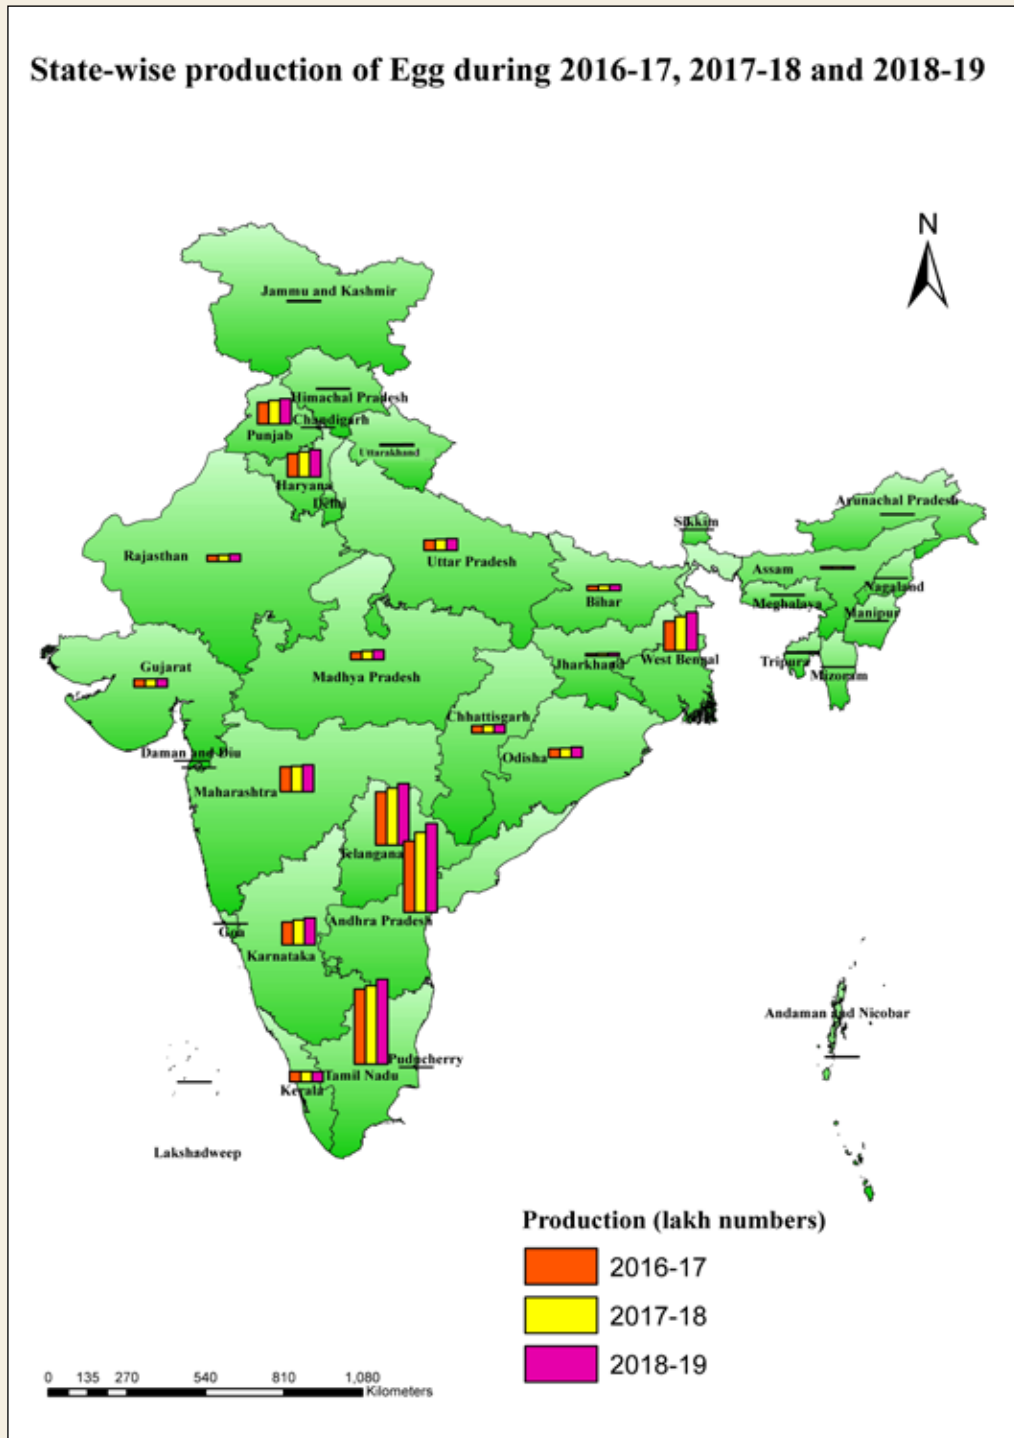 State-wise production of Egg during 2016-17, 2017-18 and 2018-19
N
Jammu and Kashmir
Himachal Pradesh
Chandigarh
Punjab
Uttarakhand
Haryana
Delhi
Arunachal Pradesh
Sikkim
Rajasthan
Uttar Pradesh
Assam
Nagaland
Bihar
Meghalaya
Manipur
Gujarat
Madhya Pradesh
Jharkhand
West Bengal
Tripura
Mizoram
Chhattisgarh
Daman and Diu
Odisha
Maharashtra
Telangana
Andhra Pradesh
Goa
Karnataka
Andaman and Nicobar
Puducherry
Tamil Nadu
Kerala
Lakshadweep
Production (lakh numbers)
2016-17
2017-18
2018-19
0 135 270 540 810 1,080
Kilometers